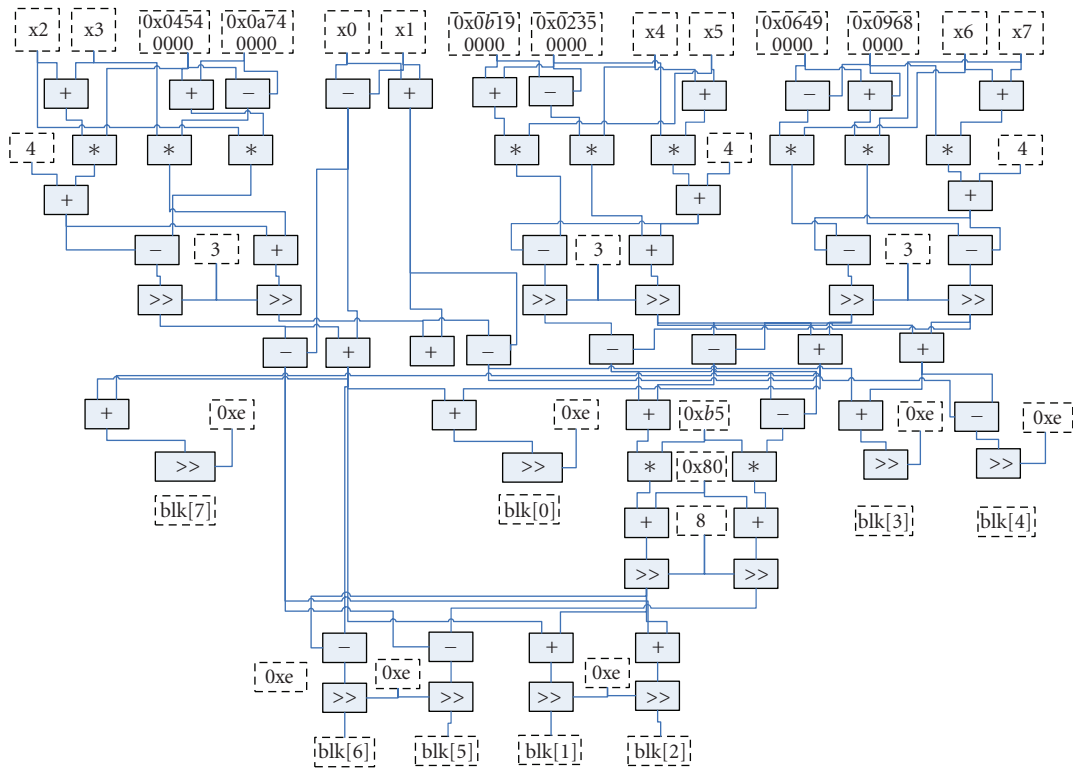 x2 x3 0x0454 0x0a74 x0 x1 0x0b19 0x0235 x4 x5 0x0649 0x0968 x6 x7
0000 0000 0000 0000 0000 0000
+ + − − + + − + − + +
4 * * * * * * 4 * * * 4
+ + +
− 3 + − 3 + − 3 −
>> >> >> >> >> >>
− + + − − − + +
+ 0xe + 0xe + 0xb5 − + 0xe − 0xe
>> >> * 0x80 * >> >>
blk[7] blk[0] + 8 + blk[3] blk[4]
>> >>
− − + +
0xe 0xe 0xe
>> >> >> >>
blk[6] blk[5] blk[1] blk[2]